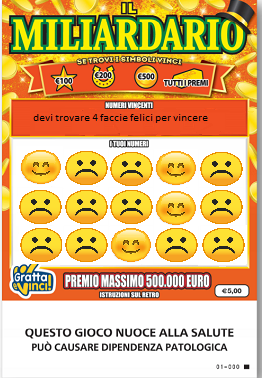 IL
MILIARDARIO
SE TROVI I SIMBOLI VINCI
€100
€200
€500
TUTTI I PREMI
NUMERI VINCENTI
devi trovare 4 faccie felici per vincere
I TUOI NUMERI
Gratta
e vinci!
PREMIO MASSIMO 500.000 EURO
ISTRUZIONI SUL RETRO
€5,00
QUESTO GIOCO NUOCE ALLA SALUTE
PUÒ CAUSARE DIPENDENZA PATOLOGICA
01-000